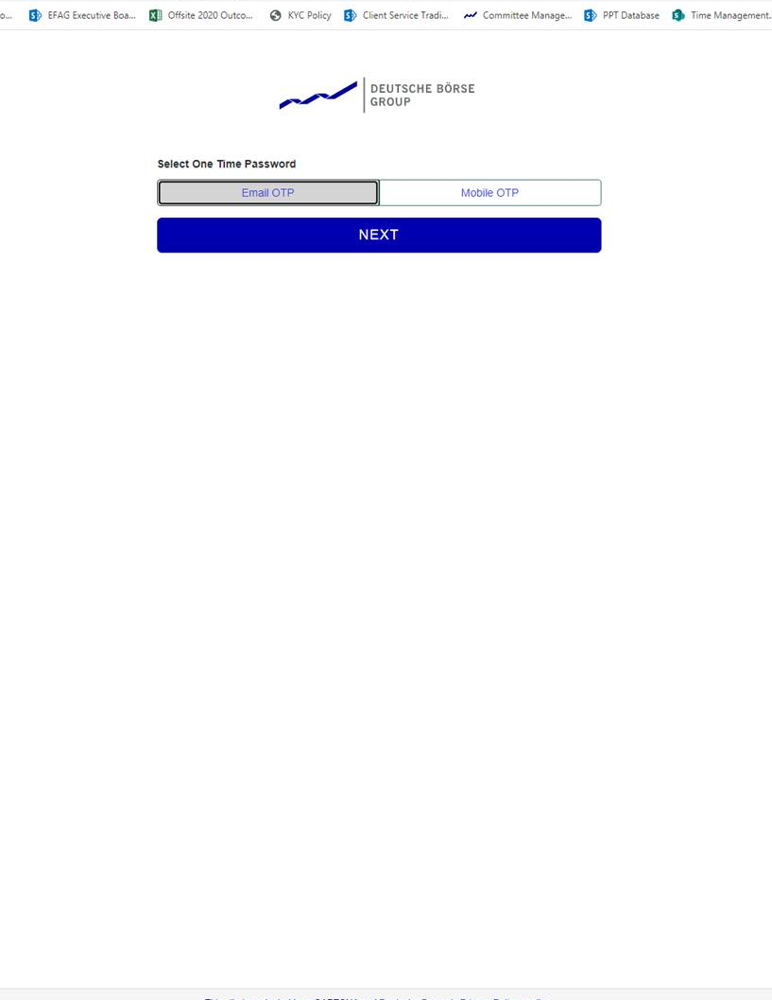 o... EFAG Executive Boa... Offsite 2020 Outco... KYC Policy Client Service Tradi... Committee Manage... PPT Database Time Management.
DEUTSCHE BÖRSE
GROUP
Select One Time Password
Email OTP Mobile OTP
NEXT